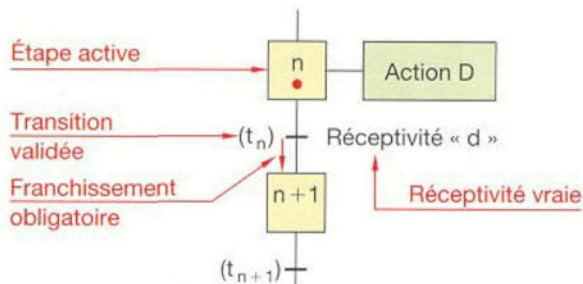 Étape active
n
Action D
Transition
validée
(tn)
Réceptivité « d »
Franchissement
obligatoire
n + 1
Réceptivité vraie
(tn+1)